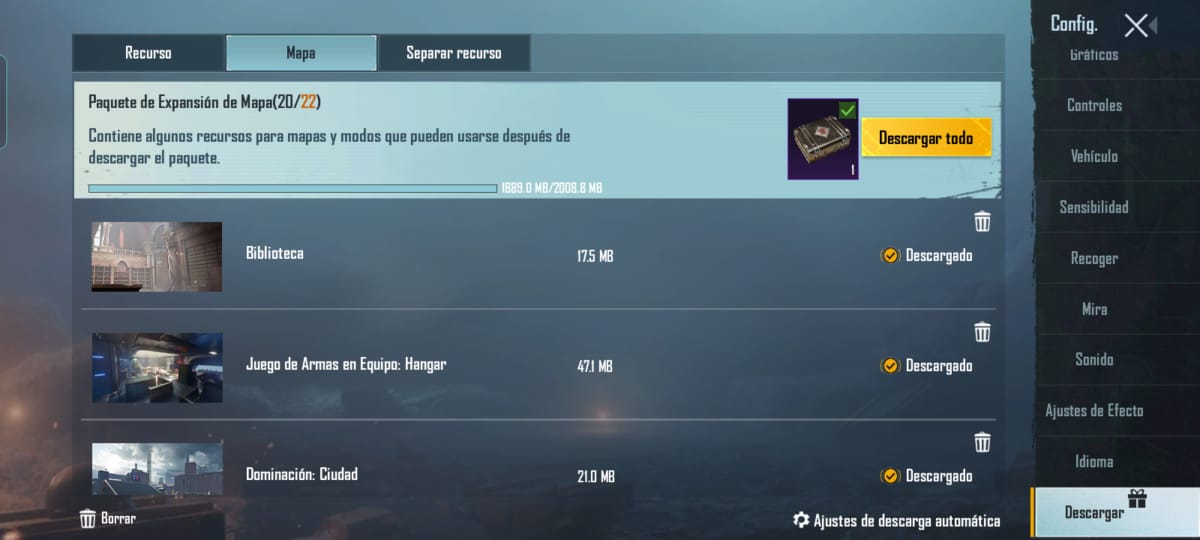 Config.
Recurso
Mapa
Separar recurso
Gráficos
Paquete de Expansión de Mapa(20/22)
Controles
Contiene algunos recursos para mapas y modos que pueden usarse después de
descargar el paquete.
1
Descargar todo
Vehículo
1889.0 MB/2008.8 MB
Sensibilidad
Biblioteca
17.5 MB
Descargado
Recoger
Mira
Juego de Armas en Equipo: Hangar
47.1 MB
Descargado
Sonido
Ajustes de Efecto
Dominación: Ciudad
21.0 MB
Descargado
Idioma
Borrar
Ajustes de descarga automática
Descargar